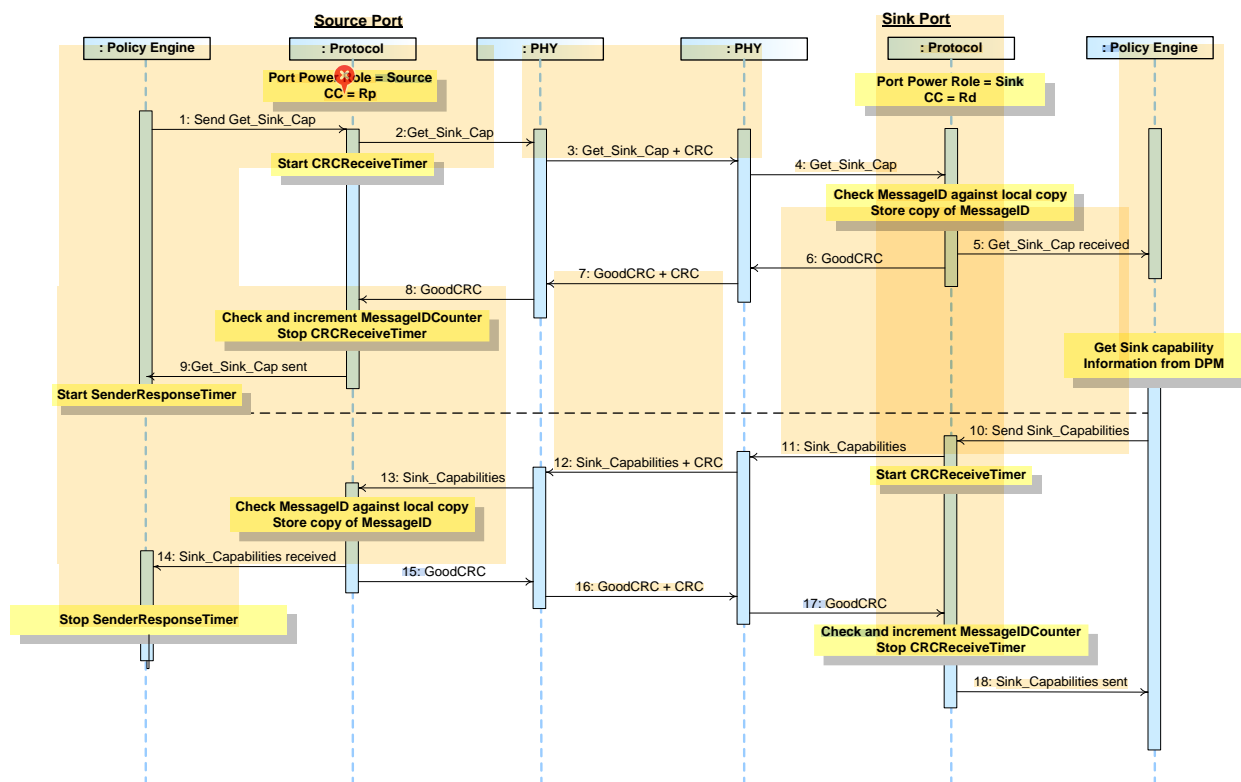 Source Port
Sink Port
: Policy Engine
: Protocol
: PHY
: PHY
: Protocol
: Policy Engine
Port Power Role = Source
CC = Rp
Port Power Role = Sink
CC = Rd
1: Send Get_Sink_Cap
2:Get_Sink_Cap
Start CRCReceiveTimer
3: Get_Sink_Cap + CRC
4: Get_Sink_Cap
Check MessageID against local copy
Store copy of MessageID
5: Get_Sink_Cap received
6: GoodCRC
7: GoodCRC + CRC
8: GoodCRC
Check and increment MessageIDCounter
Stop CRCReceiveTimer
9:Get_Sink_Cap sent
Start SenderResponseTimer
Get Sink capability
Information from DPM
10: Send Sink_Capabilities
11: Sink_Capabilities
Start CRCReceiveTimer
12: Sink_Capabilities + CRC
13: Sink_Capabilities
Check MessageID against local copy
Store copy of MessageID
14: Sink_Capabilities received
15: GoodCRC
16: GoodCRC + CRC
17: GoodCRC
Stop SenderResponseTimer
Check and increment MessageIDCounter
Stop CRCReceiveTimer
18: Sink_Capabilities sent